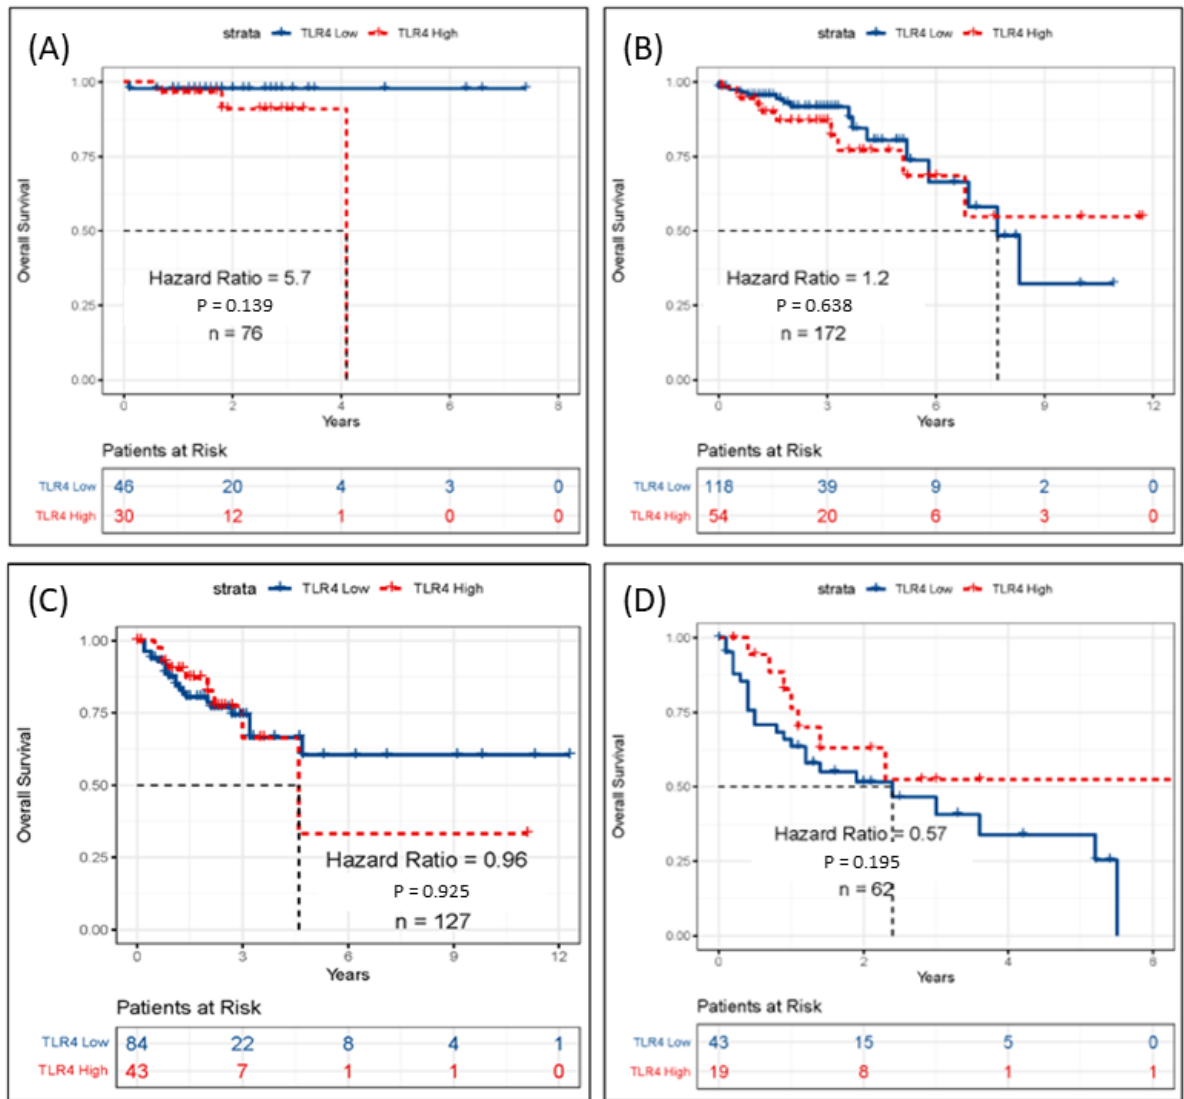 (A)
strata TLR4 Low TLR4 High
Overall Survival
1.00
0.75
0.50
0.25
0.00
Hazard Ratio = 5.7
P = 0.139
n = 76
0 2 4 6 8
Years
Patients at Risk
TLR4 Low 46 20 4 3 0
TLR4 High 30 12 1 0 0
(B)
strata TLR4 Low TLR4 High
Overall Survival
1.00
0.75
0.50
0.25
0.00
Hazard Ratio = 1.2
P = 0.638
n = 172
0 3 6 9 12
Years
Patients at Risk
TLR4 Low 118 39 9 2 0
TLR4 High 54 20 6 3 0
(C)
strata TLR4 Low TLR4 High
Overall Survival
1.00
0.75
0.50
0.25
0.00
Hazard Ratio = 0.96
P = 0.925
n = 127
0 3 6 9 12
Years
Patients at Risk
TLR4 Low 84 22 8 4 1
TLR4 High 43 7 1 1 0
(D)
strata TLR4 Low TLR4 High
Overall Survival
1.00
0.75
0.50
0.25
0.00
Hazard Ratio = 0.57
P = 0.195
n = 62
0 2 4 6
Years
Patients at Risk
TLR4 Low 43 15 5 0
TLR4 High 19 8 1 1